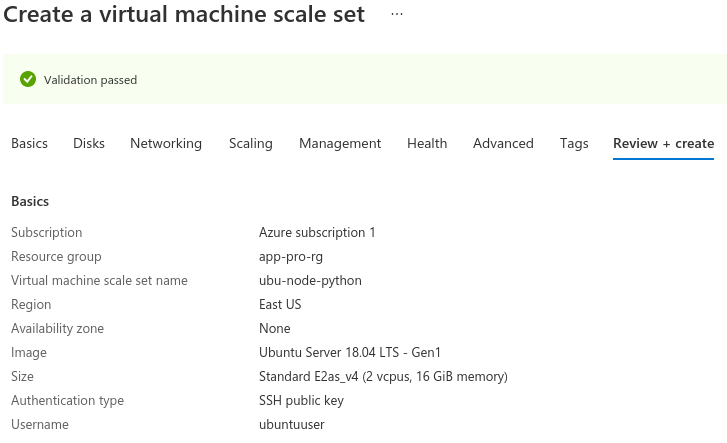 Create a virtual machine scale set ...
Validation passed
Basics Disks Networking Scaling Management Health Advanced Tags Review + create
Basics
Subscription Azure subscription 1
Resource group app-pro-rg
Virtual machine scale set name ubu-node-python
Region East US
Availability zone None
Image Ubuntu Server 18.04 LTS - Gen1
Size Standard E2as_v4 (2 vcpus, 16 GiB memory)
Authentication type SSH public key
Username ubuntuuser